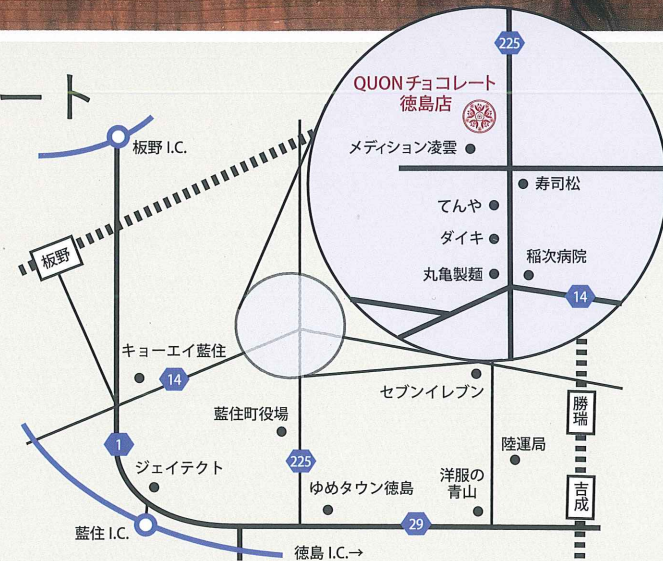 ート
225
QUONチョコレート
徳島店
メディション凌雲
寿司松
てんや
ダイキ
稲次病院
丸亀製麺
14
板野 I.C.
板野
キョーエイ藍住
14
セブンイレブン
勝瑞
藍住町役場
1
225
陸運局
ジェイテクト
ゆめタウン徳島
洋服の
青山
吉成
藍住 I.C.
29
徳島 I.C.→